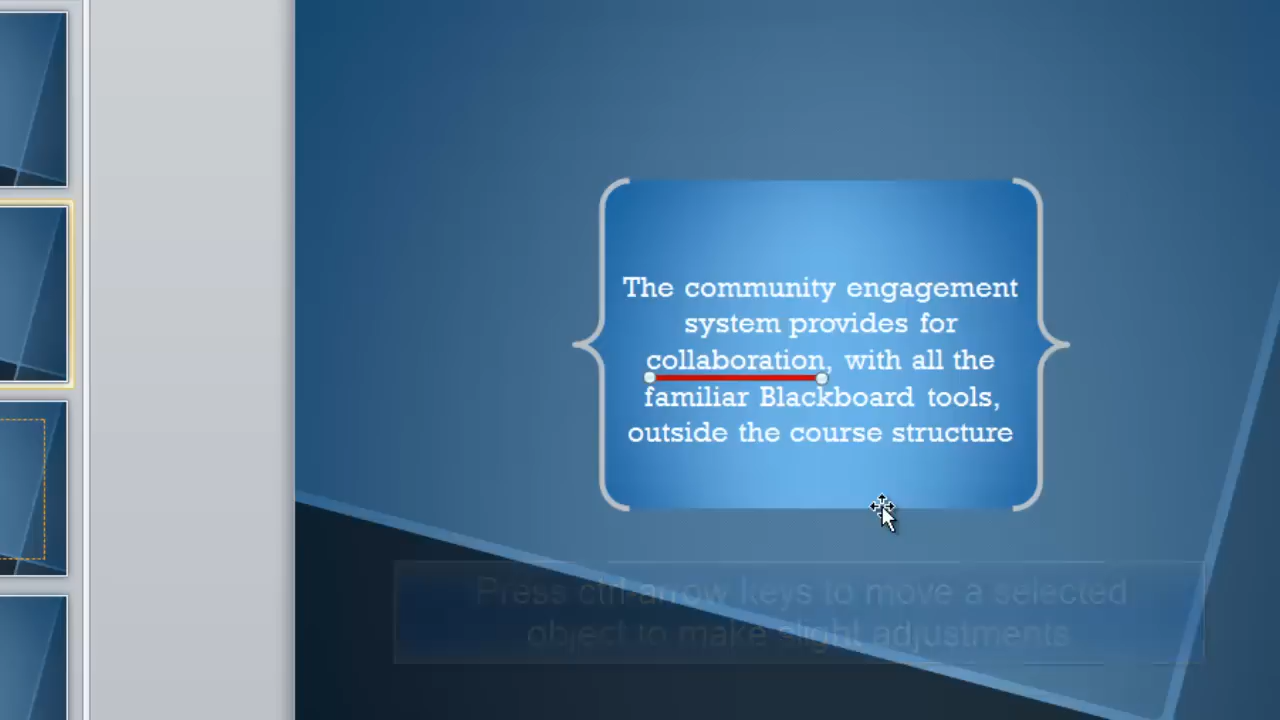 The community engagement
system provides for
collaboration, with all the
familiar Blackboard tools,
outside the course structure
Press ctrl-arrow keys to move a selected
object to make slight adjustments